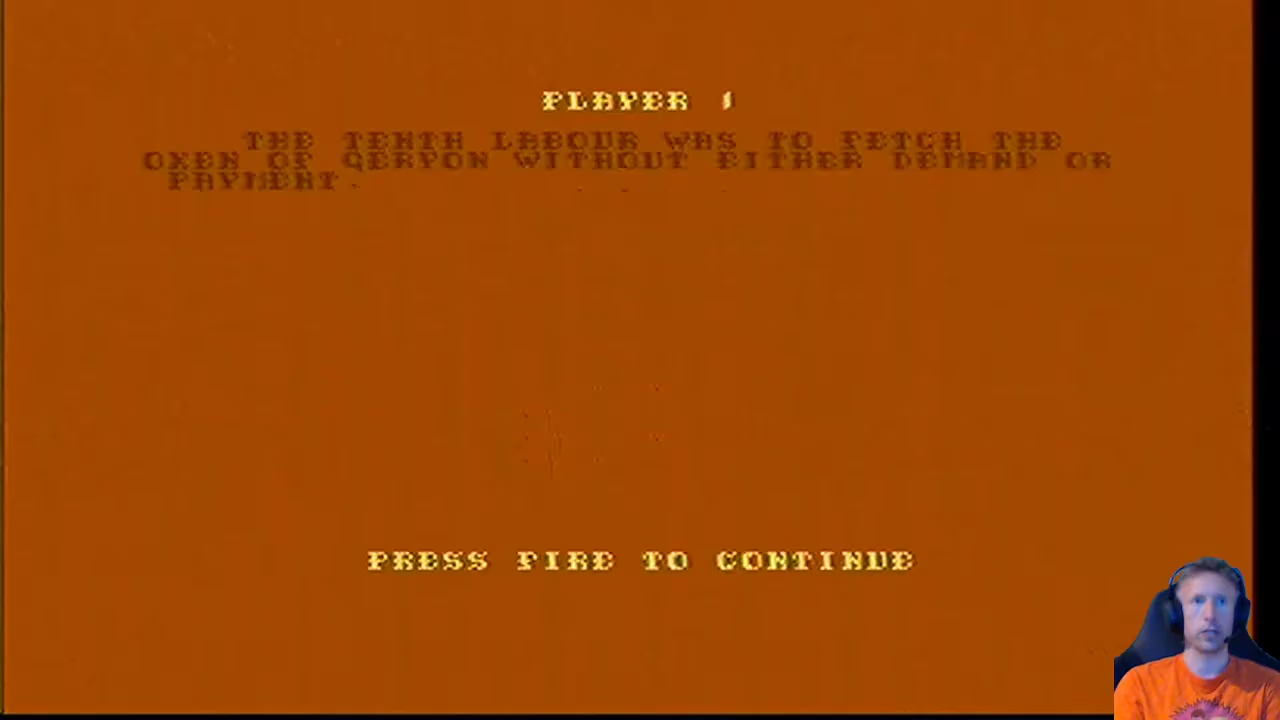 PLAYER 1
THE TENTH LABOUR WAS TO FETCH THE
OXEN OF GERYON WITHOUT EITHER DEMAND OR
PAYMENT.
PRESS FIRE TO CONTINUE